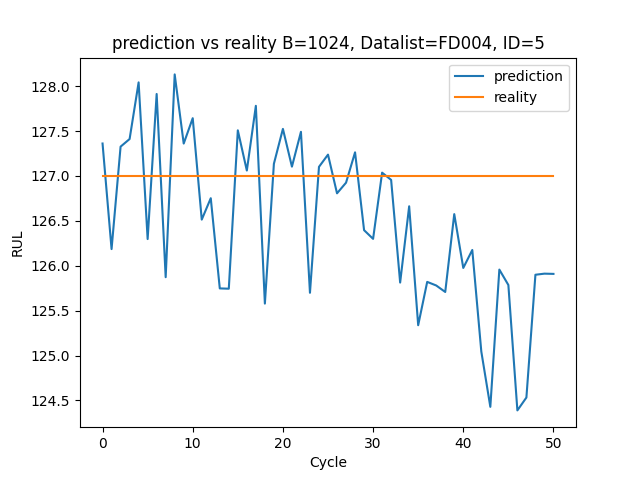 prediction vs reality B=1024, Datalist=FD004, ID=5
prediction
reality
128.0
127.5
127.0
126.5
126.0
125.5
125.0
124.5
RUL
0 10 20 30 40 50
Cycle